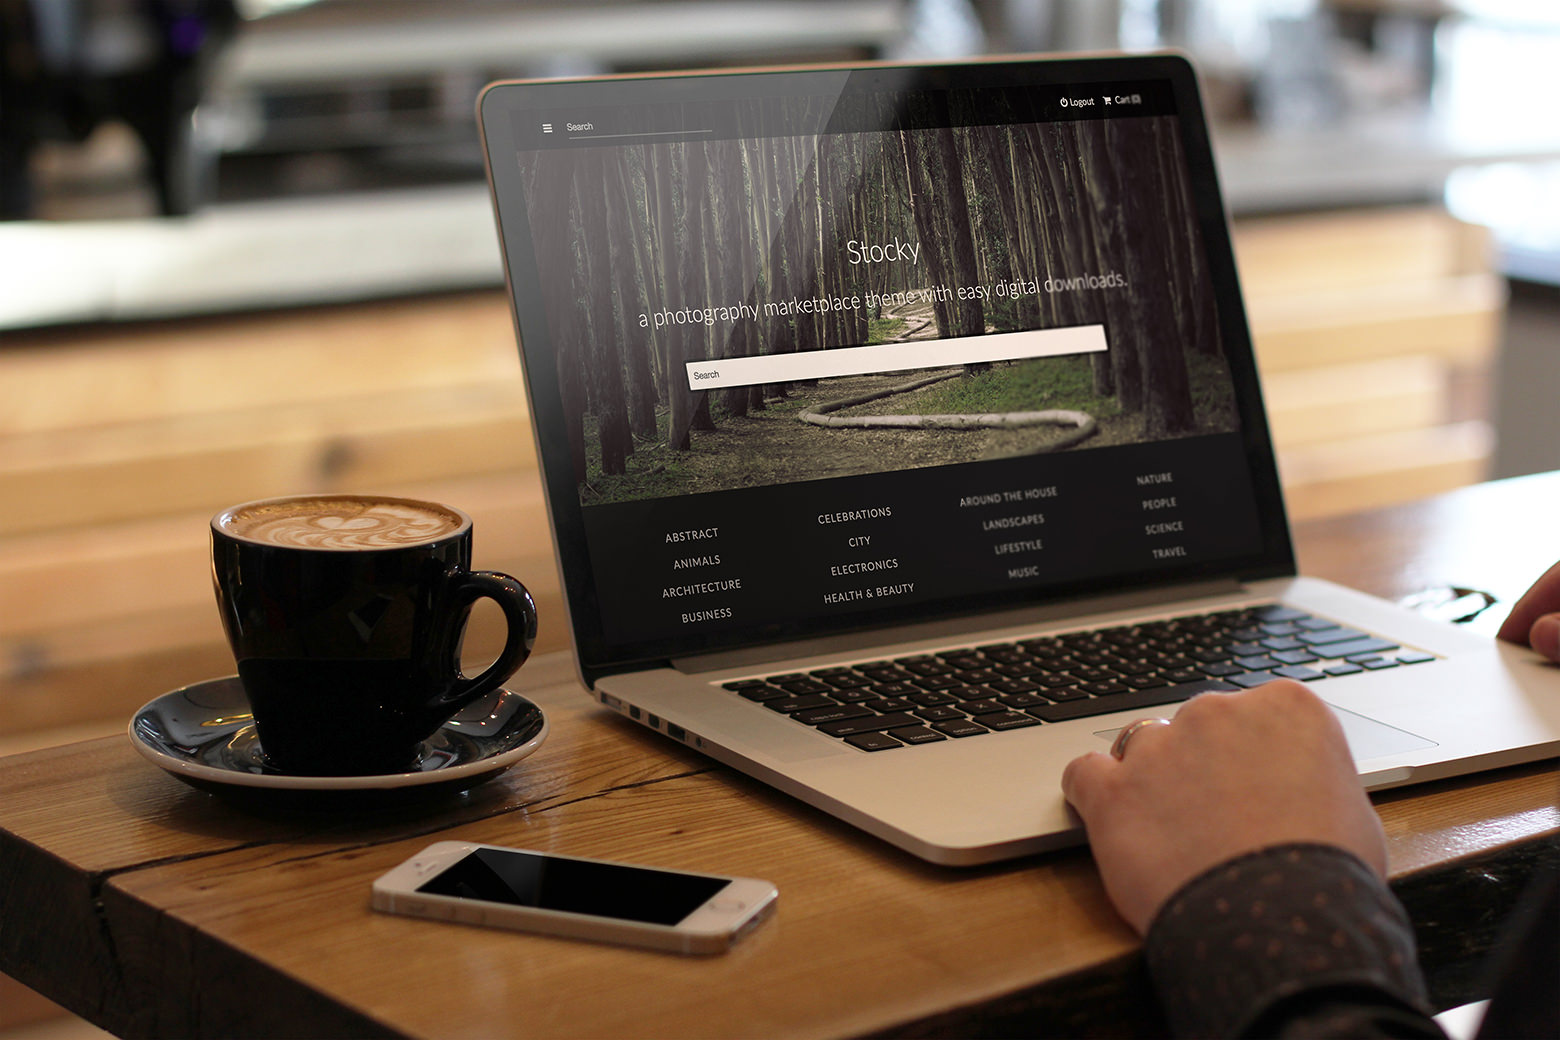 Search
Logout
Cart
Stocky
a photography marketplace theme with easy digital downloads.
Search
ABSTRACT
ANIMALS
ARCHITECTURE
BUSINESS
CELEBRATIONS
CITY
ELECTRONICS
HEALTH & BEAUTY
AROUND THE HOUSE
LANDSCAPES
LIFESTYLE
MUSIC
NATURE
PEOPLE
SCIENCE
TRAVEL